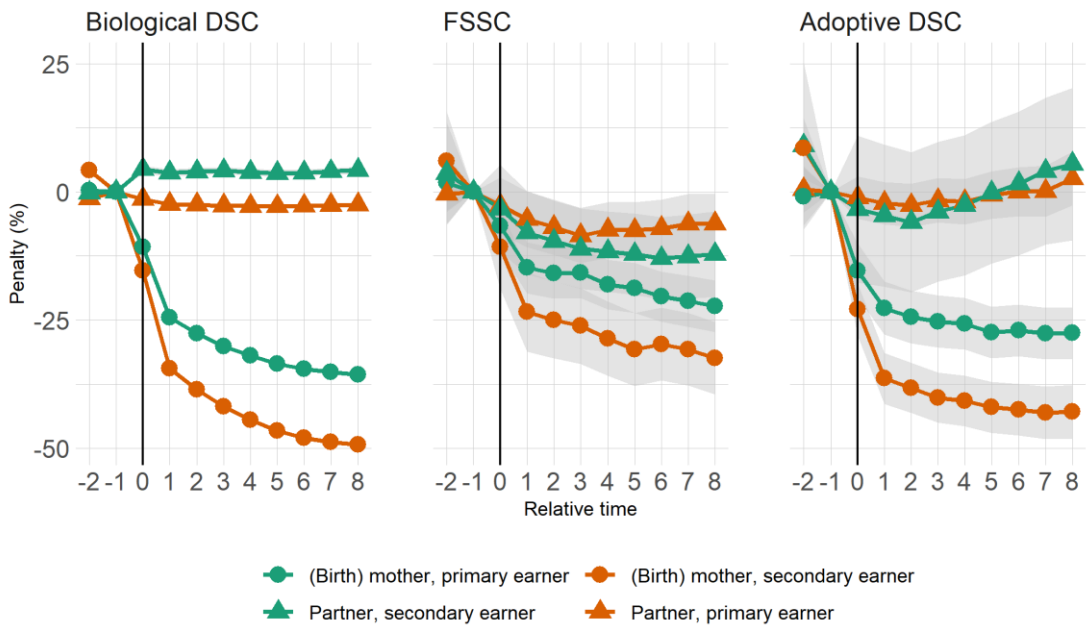 Biological DSC
FSSC
Adoptive DSC
Penalty (%)
25
0
-25
-50
-2 -1 0 1 2 3 4 5 6 7 8
-2 -1 0 1 2 3 4 5 6 7 8
-2 -1 0 1 2 3 4 5 6 7 8
Relative time
(Birth) mother, primary earner
(Birth) mother, secondary earner
Partner, secondary earner
Partner, primary earner